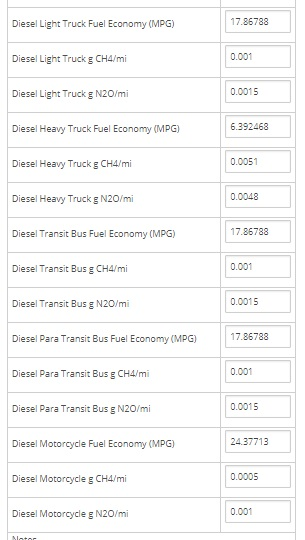 Diesel Light Truck Fuel Economy (MPG) 17.86788
Diesel Light Truck g CH4/mi 0.001
Diesel Light Truck g N2O/mi 0.0015
Diesel Heavy Truck Fuel Economy (MPG) 6.392468
Diesel Heavy Truck g CH4/mi 0.0051
Diesel Heavy Truck g N2O/mi 0.0048
Diesel Transit Bus Fuel Economy (MPG) 17.86788
Diesel Transit Bus g CH4/mi 0.001
Diesel Transit Bus g N2O/mi 0.0015
Diesel Para Transit Bus Fuel Economy (MPG) 17.86788
Diesel Para Transit Bus g CH4/mi 0.001
Diesel Para Transit Bus g N2O/mi 0.0015
Diesel Motorcycle Fuel Economy (MPG) 24.37713
Diesel Motorcycle g CH4/mi 0.0005
Diesel Motorcycle g N2O/mi 0.001
Notes